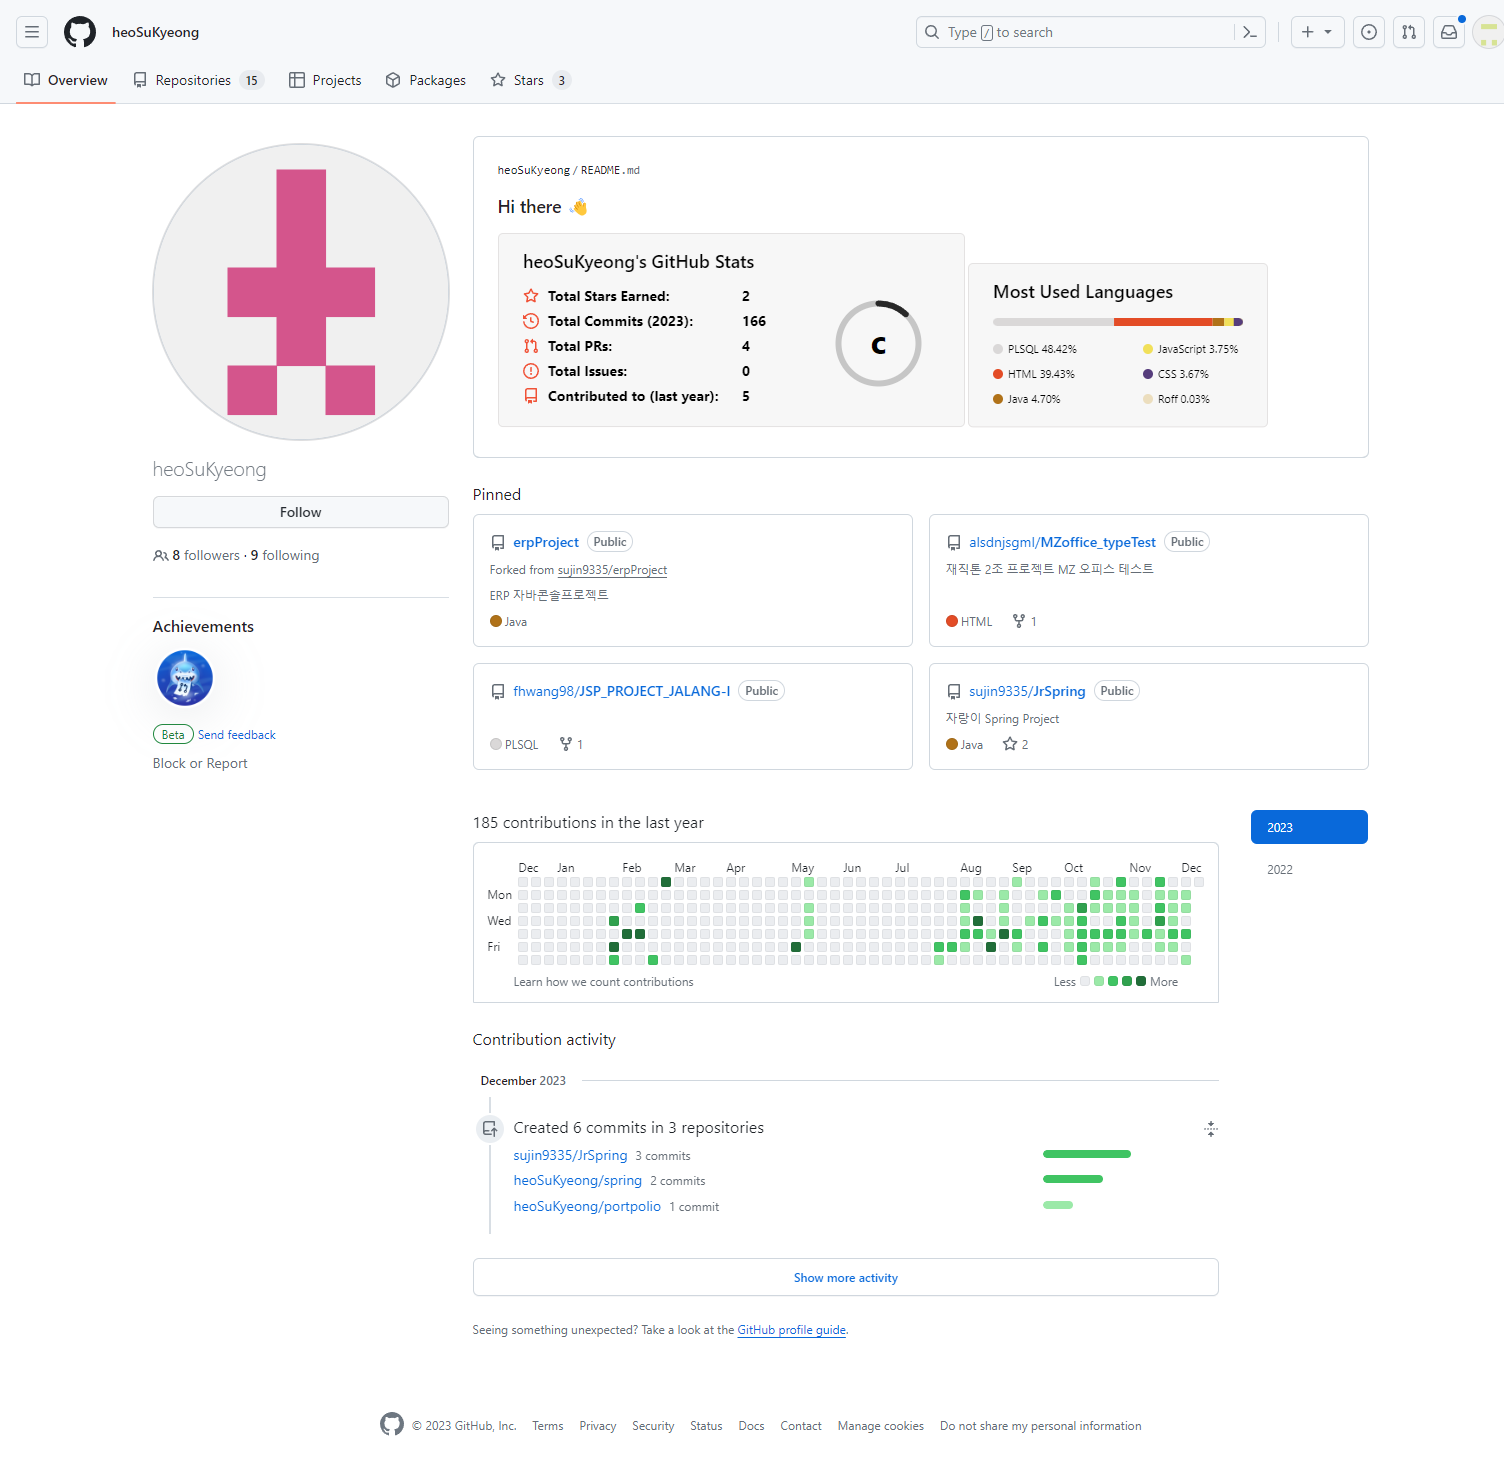 heoSuKyeong
Type / to search
Overview
Repositories 15
Projects
Packages
Stars 3
heoSuKyeong
Follow
8 followers · 9 following
Achievements
Beta Send feedback
Block or Report
heoSuKyeong / README.md
Hi there 👋
heoSuKyeong's GitHub Stats
Total Stars Earned: 2
Total Commits (2023): 166
Total PRs: 4
Total Issues: 0
Contributed to (last year): 5
C
Most Used Languages
PLSQL 48.42%
HTML 39.43%
Java 4.70%
JavaScript 3.75%
CSS 3.67%
Roff 0.03%
Pinned
erpProject Public
Forked from sujin9335/erpProject
ERP 자바콘솔프로젝트
Java
alsdnjsgml/MZoffice_typeTest Public
재직톤 2조 프로젝트 MZ 오피스 테스트
HTML 1
fhwang98/JSP_PROJECT_JALANG-I Public
PLSQL 1
sujin9335/JrSpring Public
자랑이 Spring Project
Java 2
185 contributions in the last year
2023
2022
Dec Jan Feb Mar Apr May Jun Jul Aug Sep Oct Nov Dec
Mon
Wed
Fri
Learn how we count contributions
Less More
Contribution activity
December 2023
Created 6 commits in 3 repositories
sujin9335/JrSpring 3 commits
heoSuKyeong/spring 2 commits
heoSuKyeong/portpolio 1 commit
Show more activity
Seeing something unexpected? Take a look at the GitHub profile guide.
© 2023 GitHub, Inc. Terms Privacy Security Status Docs Contact Manage cookies Do not share my personal information